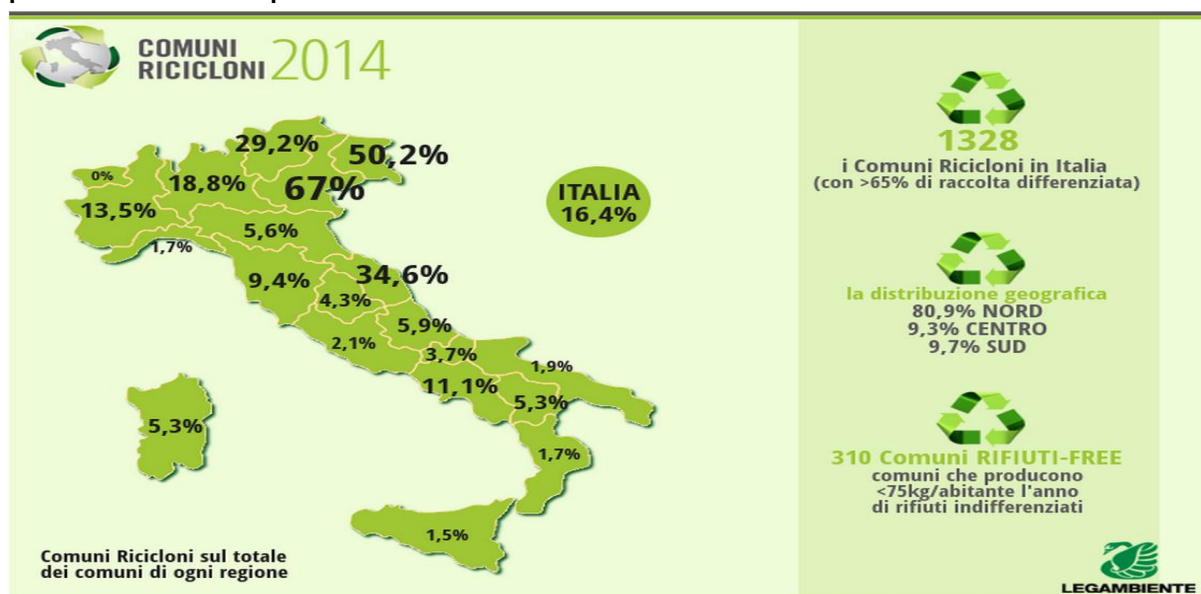 COMUNI
RICICLONI 2014
29,2%
50,2%
0%
18,8%
67%
13,5%
5,6%
1,7%
9,4%
34,6%
4,3%
5,9%
2,1%
3,7%
1,9%
11,1%
5,3%
5,3%
1,7%
1,5%
ITALIA
16,4%
Comuni Ricicloni sul totale
dei comuni di ogni regione
1328
i Comuni Ricicloni in Italia
(con >65% di raccolta differenziata)
la distribuzione geografica
80,9% NORD
9,3% CENTRO
9,7% SUD
310 Comuni RIFIUTI-FREE
comuni che producono
<75kg/abitante l'anno
di rifiuti indifferenziati
LEGAMBIENTE